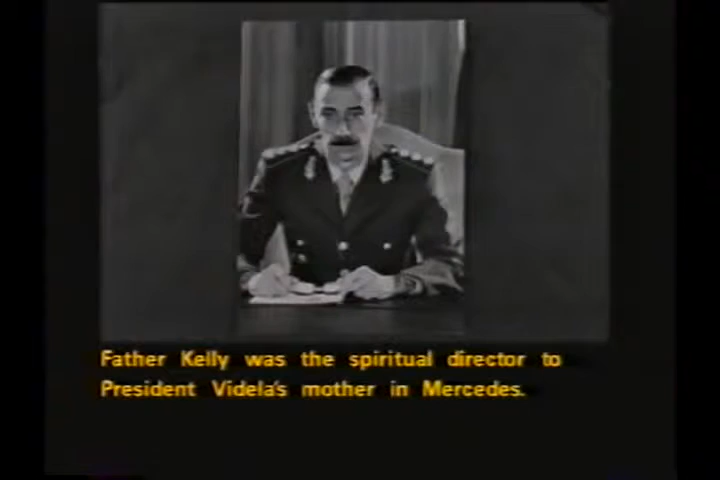 Father Kelly was the spiritual director to
President Videla's mother in Mercedes.